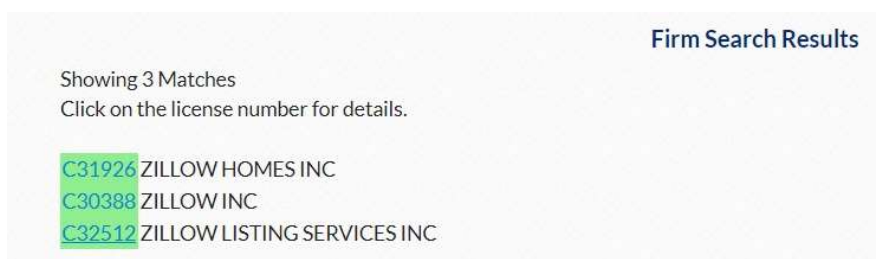 Firm Search Results
Showing 3 Matches
Click on the license number for details.
C31926 ZILLOW HOMES INC
C30388 ZILLOW INC
C32512 ZILLOW LISTING SERVICES INC